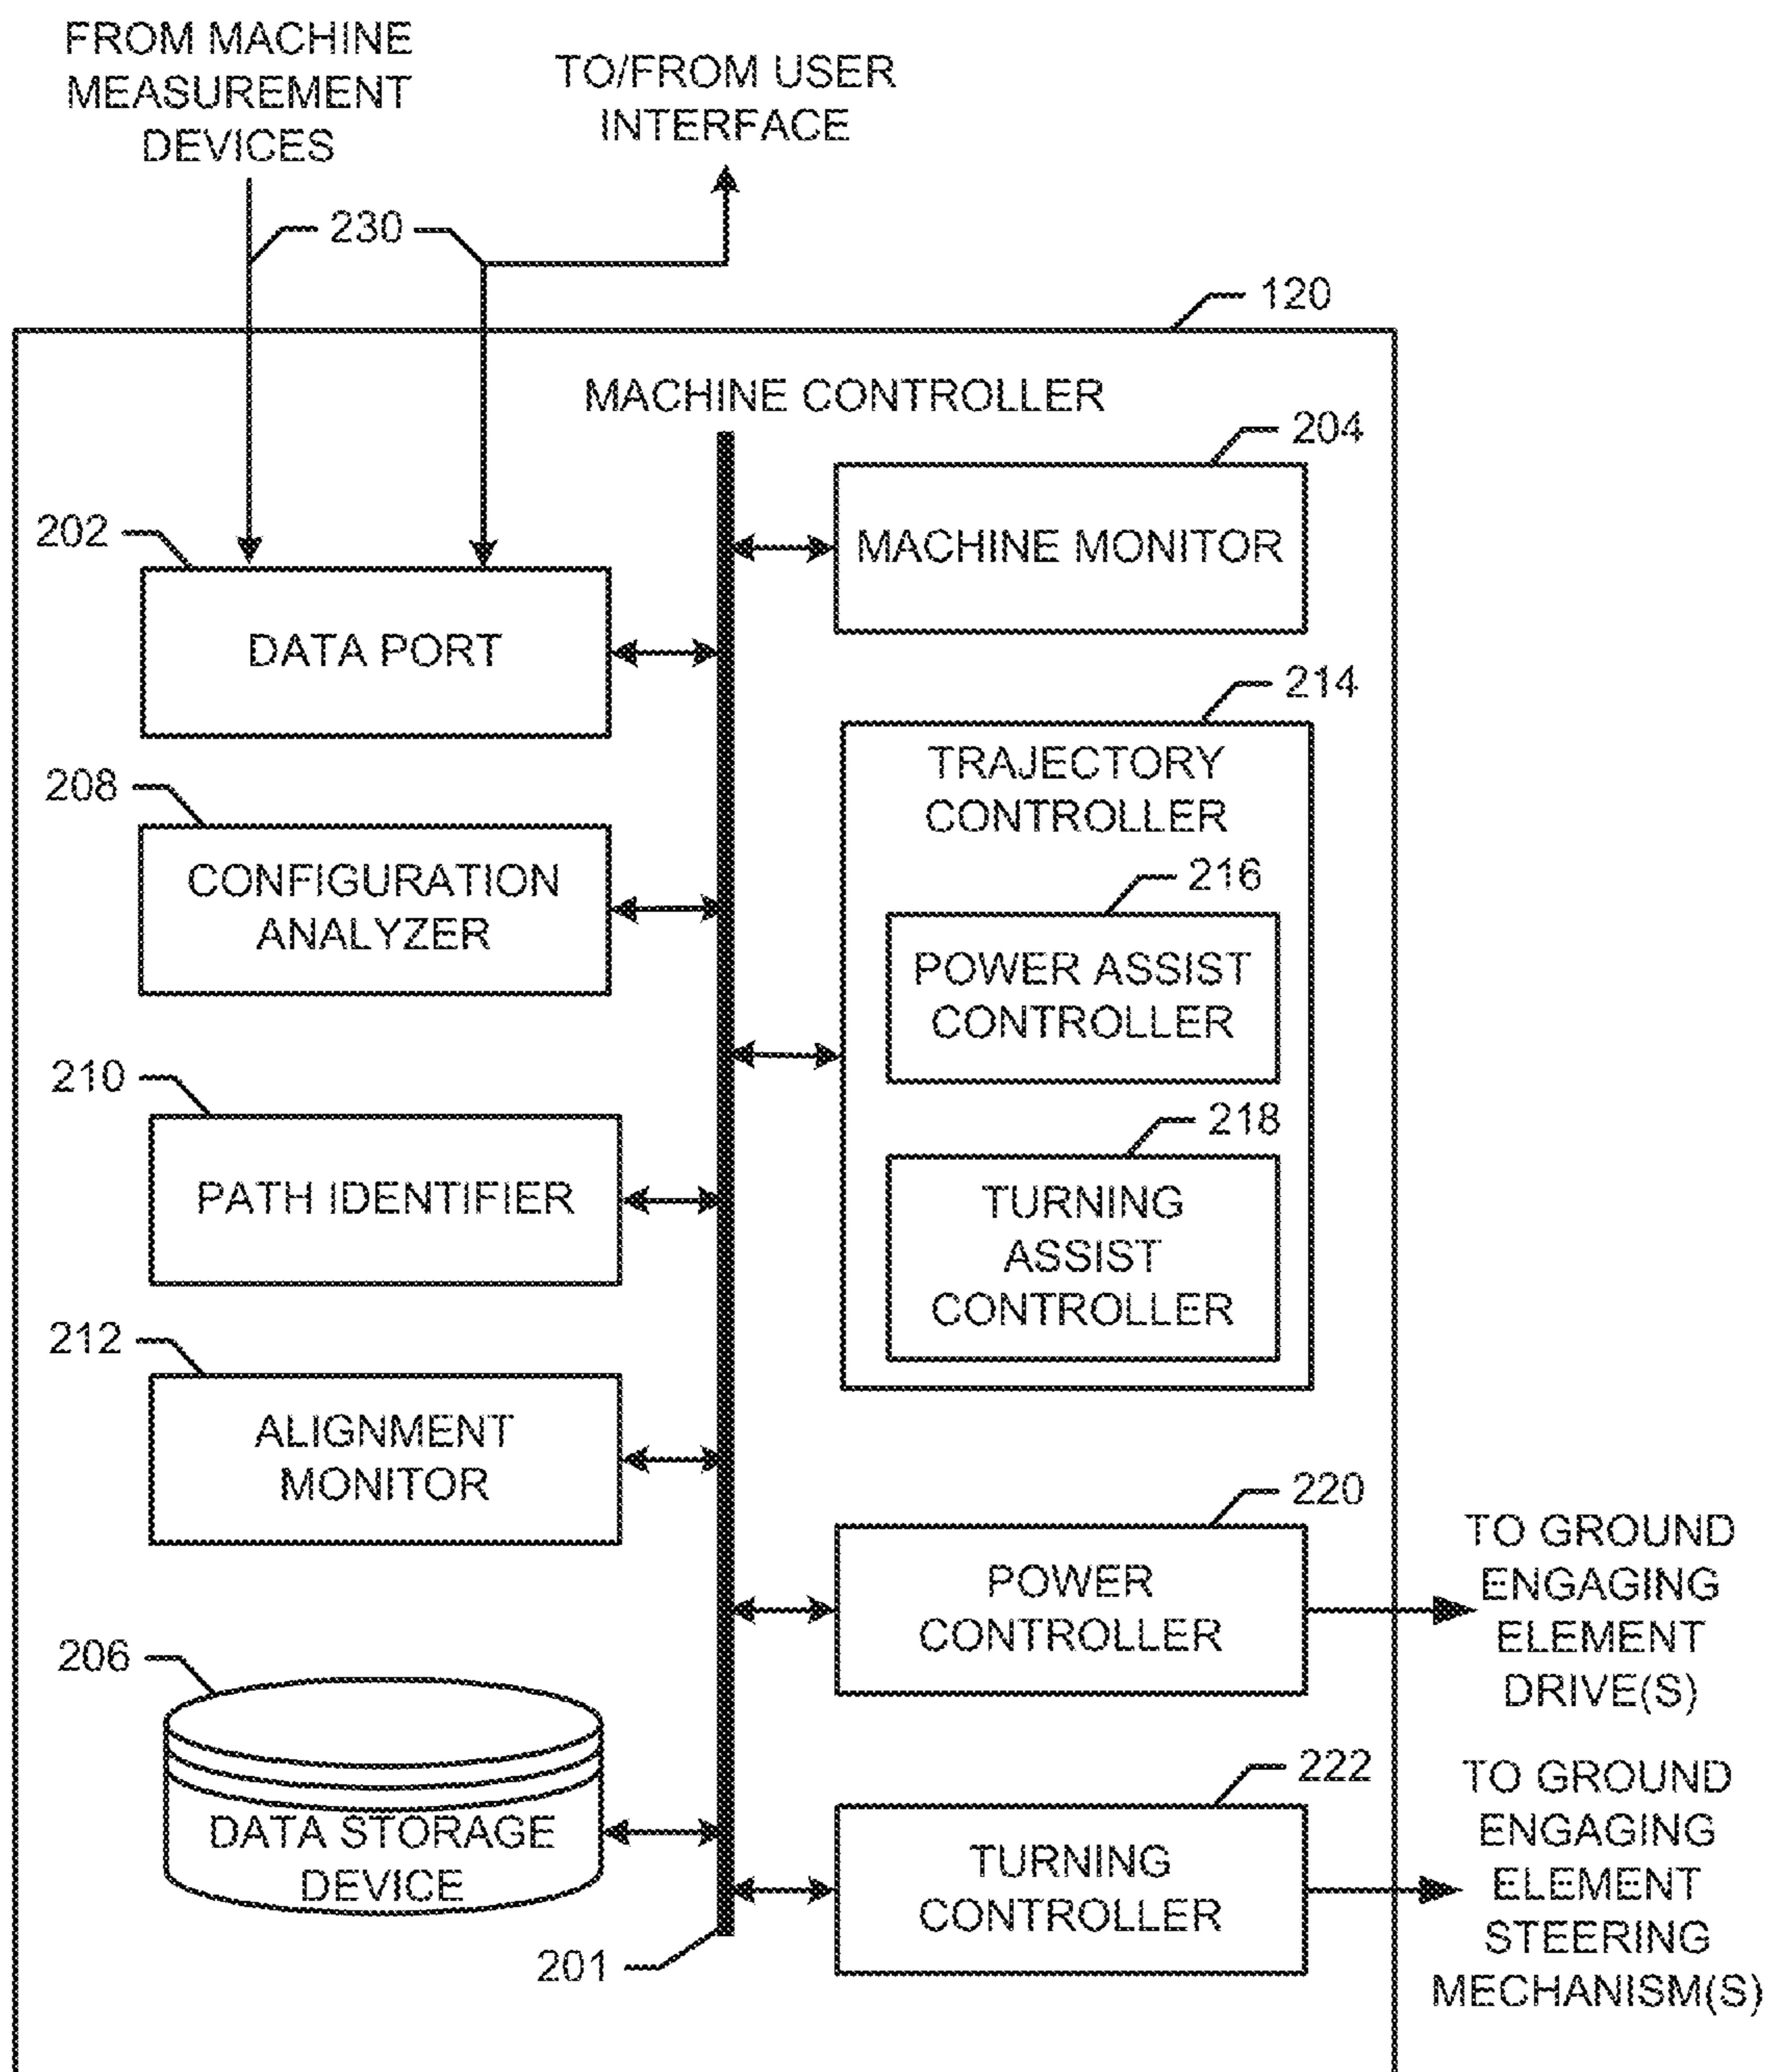 FROM MACHINE
MEASUREMENT
DEVICES
TO/FROM USER
INTERFACE
230
120
MACHINE CONTROLLER
204
MACHINE MONITOR
202
DATA PORT
214
TRAJECTORY
CONTROLLER
208
CONFIGURATION
ANALYZER
216
POWER ASSIST
CONTROLLER
210
PATH IDENTIFIER
218
TURNING
ASSIST
CONTROLLER
212
ALIGNMENT
MONITOR
220
POWER
CONTROLLER
TO GROUND
ENGAGING
ELEMENT
DRIVE(S)
206
DATA STORAGE
DEVICE
222
TURNING
CONTROLLER
TO GROUND
ENGAGING
ELEMENT
STEERING
MECHANISM(S)
201